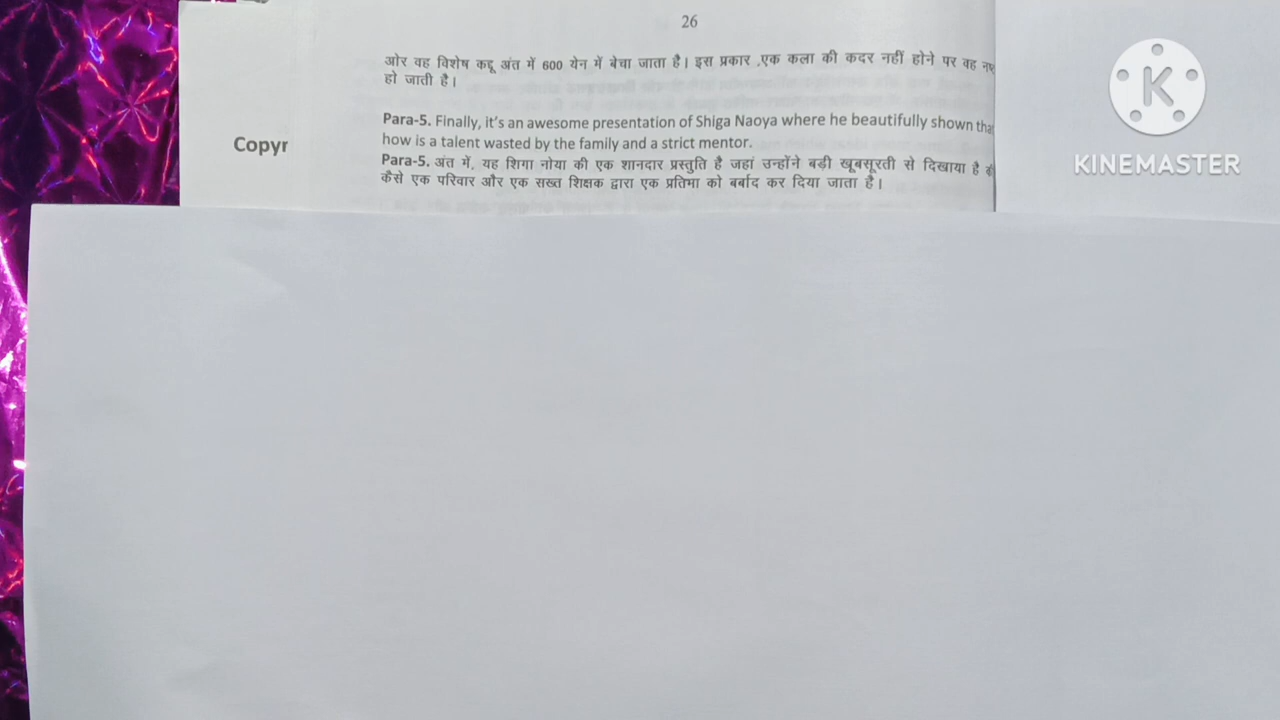 26
ओर वह विशेष कद्दू अंत में 600 येन में बेचा जाता है। इस प्रकार ,एक कला की कदर नहीं होने पर वह
हो जाती है।
Para-5. Finally, it's an awesome presentation of Shiga Naoya where he beautifully shown
how is a talent wasted by the family and a strict mentor.
Para-5. अंत में, यह शिगा नोया की एक शानदार प्रस्तुति है जहां उन्होंने बड़ी खूबसूरती से दिखाया है
कैसे एक परिवार और एक सख्त शिक्षक द्वारा एक प्रतिभा को बर्बाद कर दिया जाता है।
KINEMASTER